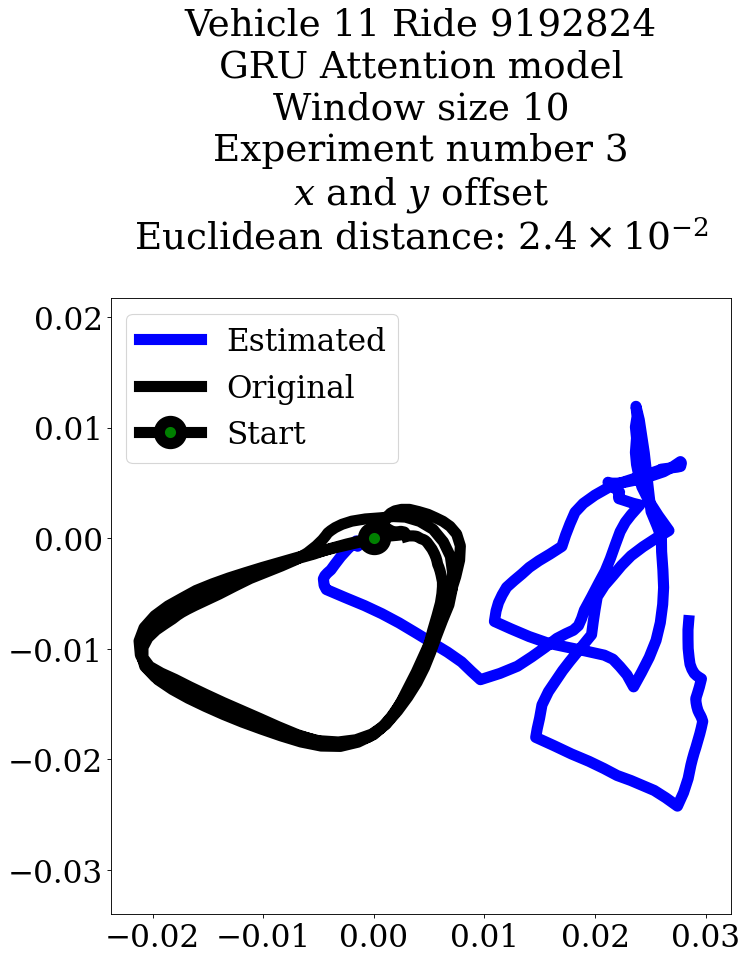 Vehicle 11 Ride 9192824
GRU Attention model
Window size 10
Experiment number 3
x and y offset
Euclidean distance: 2.4 × 10⁻²
0.02
0.01
0.00
−0.01
−0.02
−0.03
Estimated
Original
Start
−0.02 −0.01 0.00 0.01 0.02 0.03